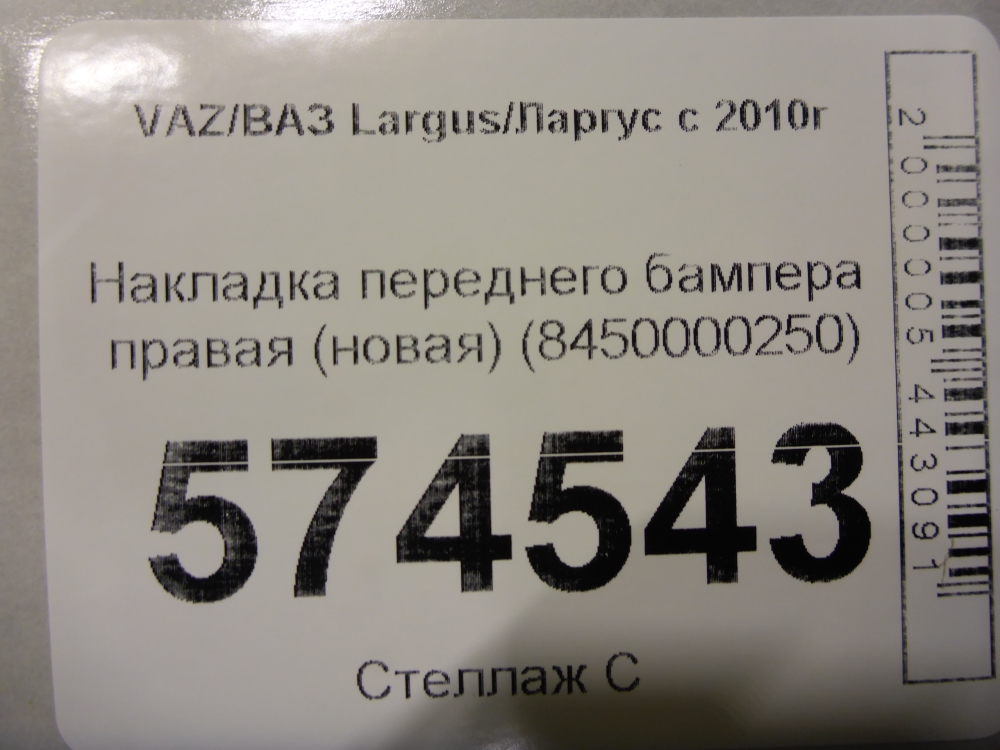 VAZ/ВАЗ Largus/Ларгус с 2010г
Накладка переднего бампера
правая (новая) (8450000250)
574543
Стеллаж С
2000005443091